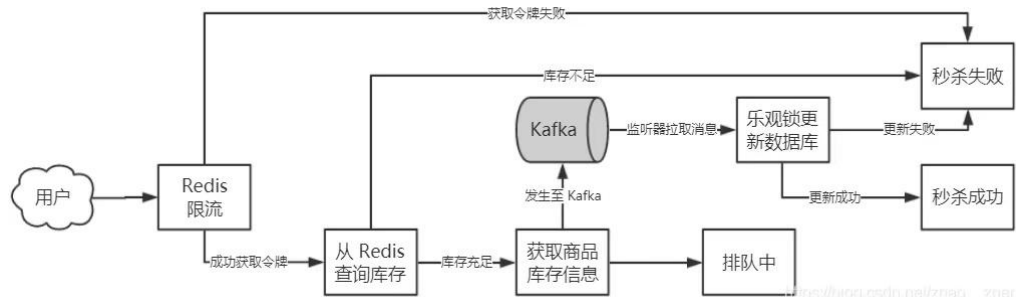 获取令牌失败
库存不足
秒杀失败
Kafka
监听器拉取消息
乐观锁更
新数据库
更新失败
用户
Redis
限流
发生至 Kafka
更新成功
秒杀成功
成功获取令牌
从 Redis
查询库存
库存充足
获取商品
库存信息
排队中